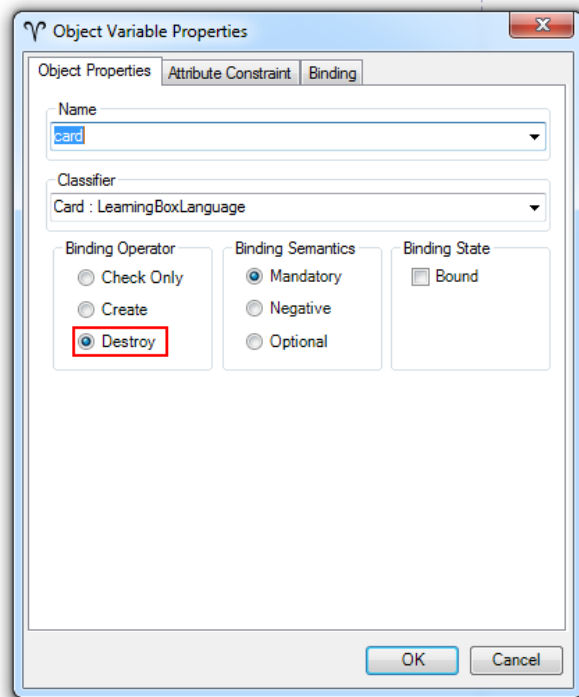 Object Variable Properties
Object Properties Attribute Constraint Binding
Name
card
Classifier
Card : LearningBoxLanguage
Binding Operator Binding Semantics Binding State
Check Only Mandatory Bound
Create Negative
Destroy Optional
OK Cancel